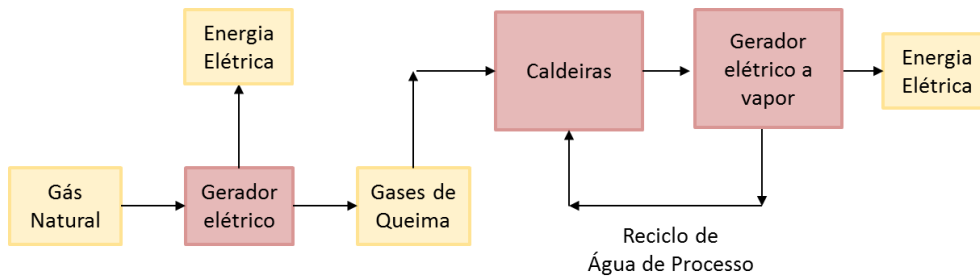 Gás
Natural
Gerador
elétrico
Energia
Elétrica
Gases de
Queima
Caldeiras
Gerador
elétrico a
vapor
Energia
Elétrica
Reciclo de
Água de Processo